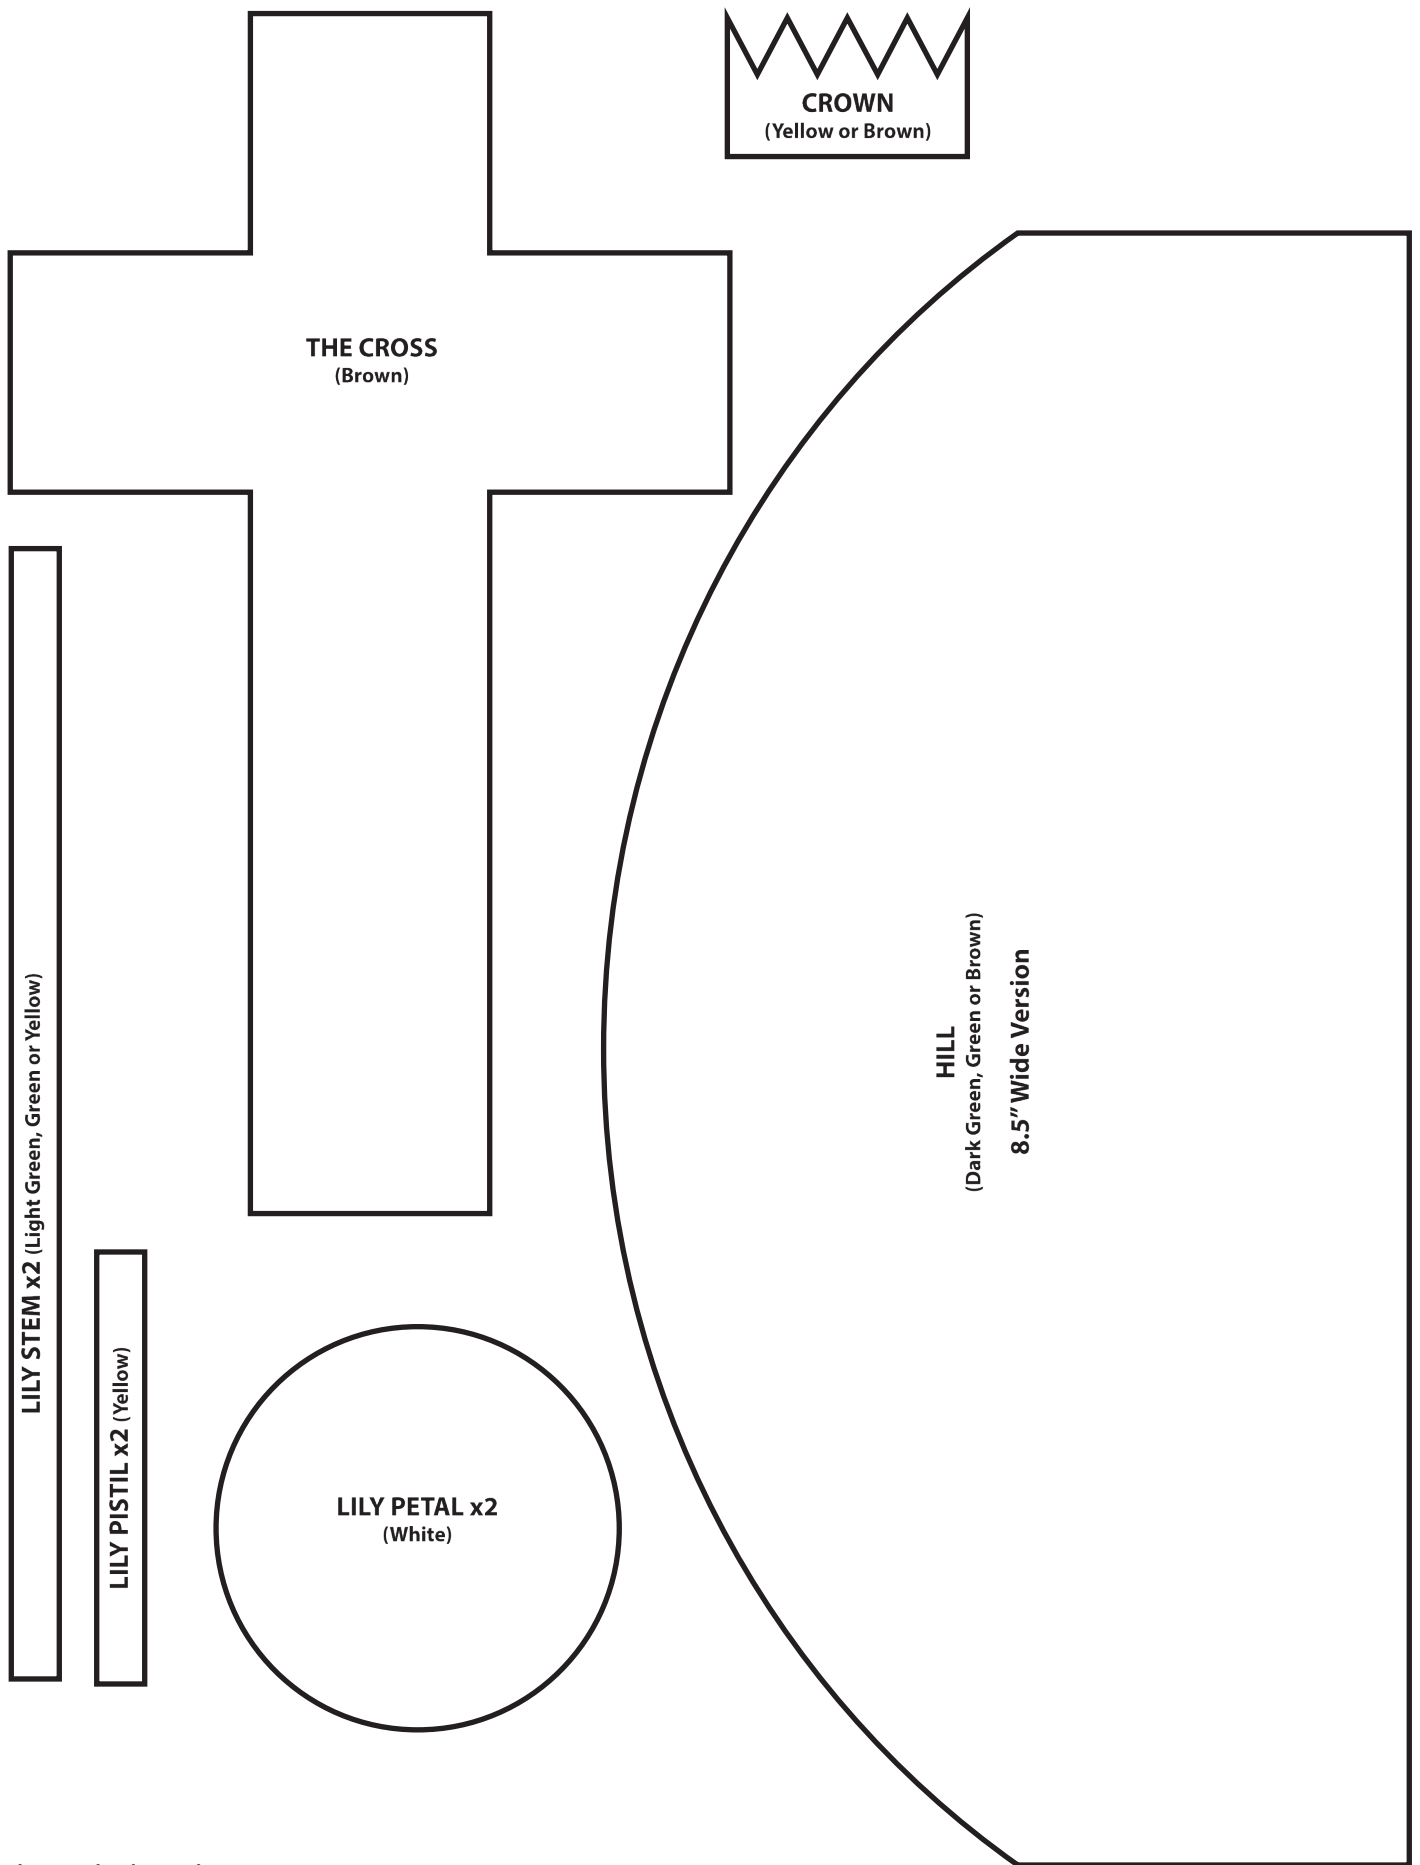 CROWN
(Yellow or Brown)
THE CROSS
(Brown)
HILL
(Dark Green, Green or Brown)
8.5” Wide Version
LILY STEM x2 (Light Green, Green or Yellow)
LILY PISTIL x2 (Yellow)
LILY PETAL x2
(White)